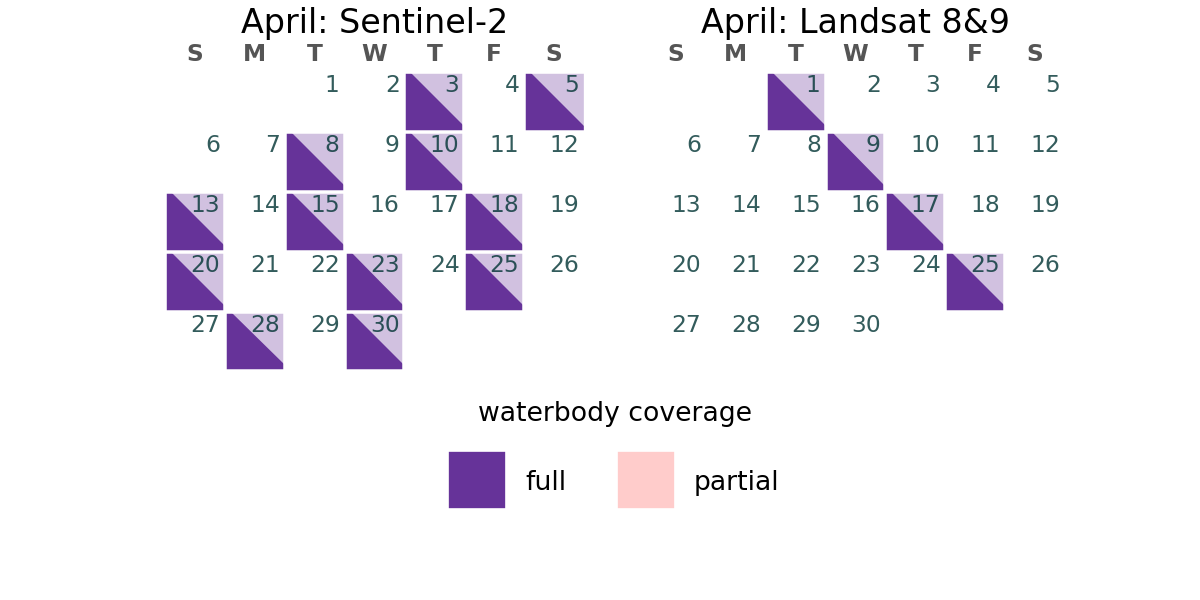 April: Sentinel-2
S M T W T F S
1 2 3 4 5
6 7 8 9 10 11 12
13 14 15 16 17 18 19
20 21 22 23 24 25 26
27 28 29 30
April: Landsat 8&9
S M T W T F S
1 2 3 4 5
6 7 8 9 10 11 12
13 14 15 16 17 18 19
20 21 22 23 24 25 26
27 28 29 30
waterbody coverage
full partial